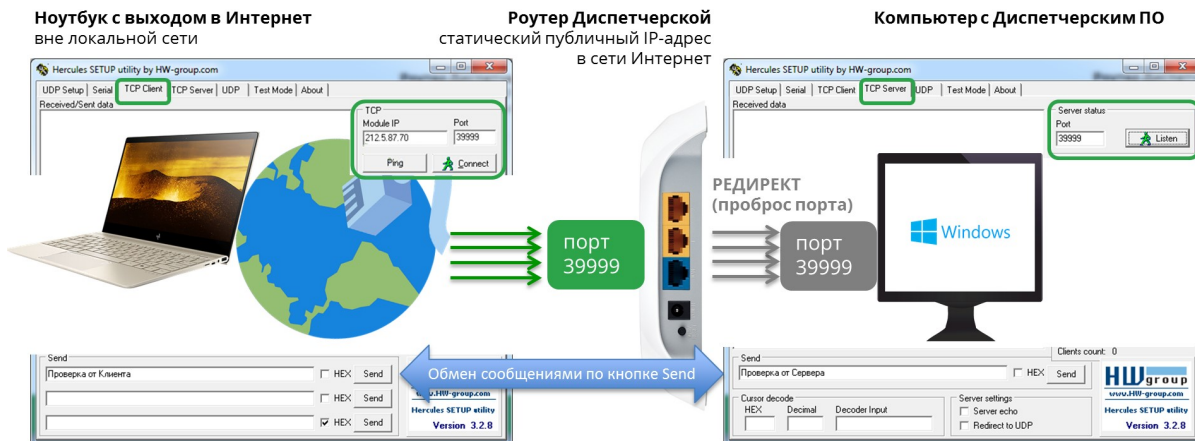 Ноутбук с выходом в Интернет
вне локальной сети
Роутер Диспетчерской
статический публичный IP-адрес
в сети Интернет
Компьютер с Диспетчерским ПО
Hercules SETUP utility by HW-group.com
UDP Setup Serial TCP Client TCP Server UDP Test Mode About
Received/Sent data
TCP
Module IP Port
212.5.87.70 39999
Ping Connect
порт
39999
РЕДИРЕКТ
(проброс порта)
порт
39999
Hercules SETUP utility by HW-group.com
UDP Setup Serial TCP Client TCP Server UDP Test Mode About
Received data
Server status
Port
39999 Listen
Windows
Send
Проверка от Клиента HEX Send
HEX Send
HEX Send
www.HW-group.com
Hercules SETUP utility
Version 3.2.8
Обмен сообщениями по кнопке Send
Clients count: 0
Send
Проверка от Сервера HEX Send
Cursor decode
HEX Decimal Decoder Input
Server settings
Server echo
Redirect to UDP
HW group
www.HW-group.com
Hercules SETUP utility
Version 3.2.8